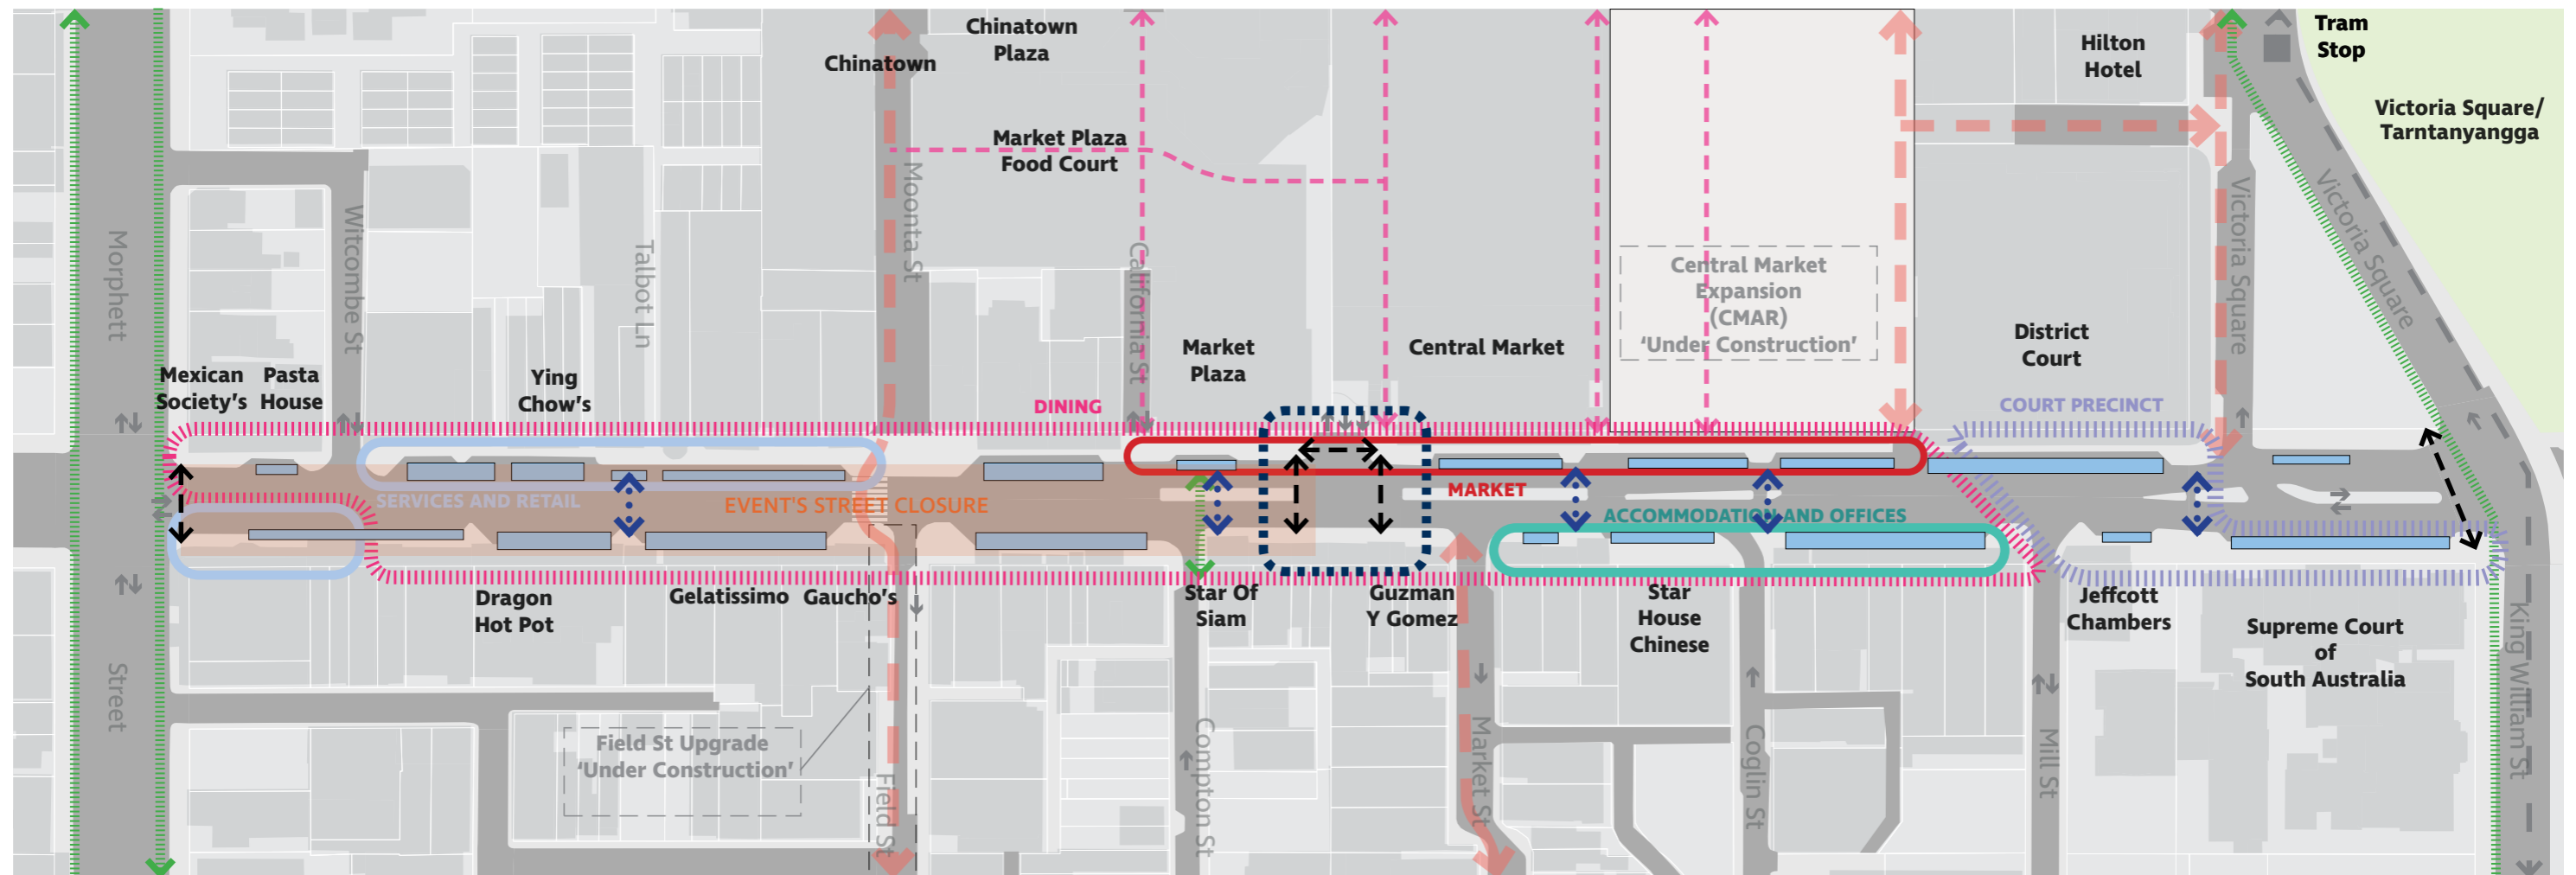 Chinatown
Plaza
Chinatown
Hilton
Hotel
Tram
Stop
Victoria Square/
Tarntanyangga
Market Plaza
Food Court
Morphett
Witcombe St
Talbot Ln
Moonta St
California St
Victoria Square
Victoria Square
Central Market
Expansion
(CMAR)
‘Under Construction’
District
Court
Mexican
Society’s
Pasta
House
Ying
Chow’s
Market
Plaza
Central Market
DINING
COURT PRECINCT
SERVICES AND RETAIL
EVENT’S STREET CLOSURE
MARKET
ACCOMMODATION AND OFFICES
Dragon
Hot Pot
Gelatissimo
Gaucho’s
Star Of
Siam
Guzman
Y Gomez
Star
House
Chinese
Jeffcott
Chambers
Supreme Court
of
South Australia
Street
Field St Upgrade
‘Under Construction’
Field St
Compton St
Market St
Coglin St
Mill St
King William St